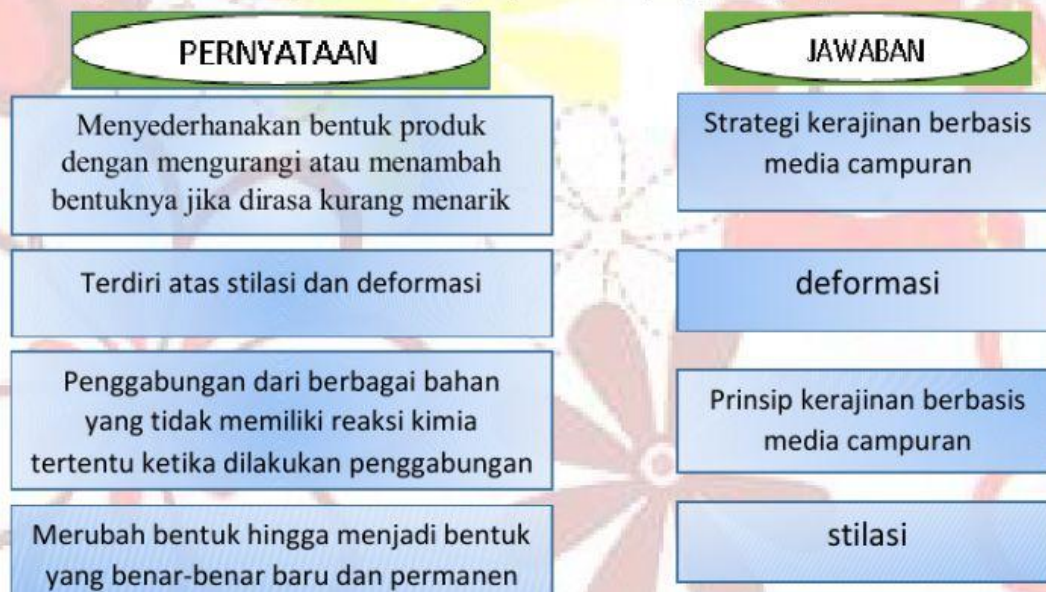 PERNYATAAN
Menyederhanakan bentuk produk
dengan mengurangi atau menambah
bentuknya jika dirasa kurang menarik
Terdiri atas stilasi dan deformasi
Penggabungan dari berbagai bahan
yang tidak memiliki reaksi kimia
tertentu ketika dilakukan penggabungan
Merubah bentuk hingga menjadi bentuk
yang benar-benar baru dan permanen
JAWABAN
Strategi kerajinan berbasis
media campuran
deformasi
Prinsip kerajinan berbasis
media campuran
stilasi